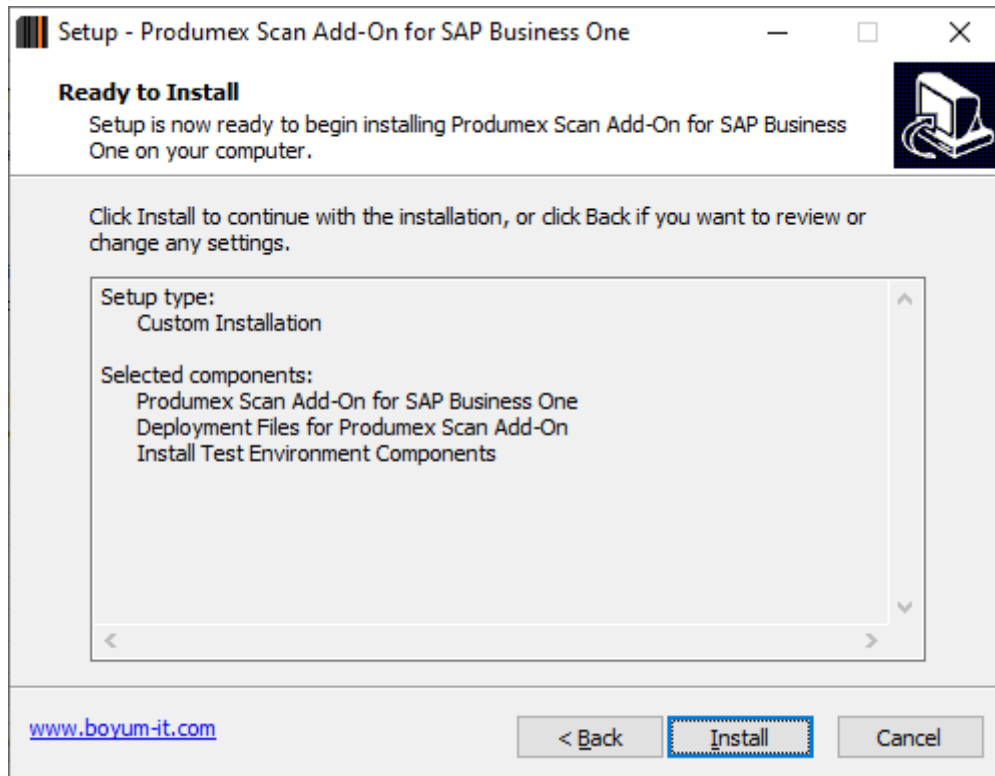 Setup - Produmex Scan Add-On for SAP Business One
Ready to Install
Setup is now ready to begin installing Produmex Scan Add-On for SAP Business
One on your computer.
Click Install to continue with the installation, or click Back if you want to review or
change any settings.
Setup type:
Custom Installation
Selected components:
Produmex Scan Add-On for SAP Business One
Deployment Files for Produmex Scan Add-On
Install Test Environment Components
www.boyum-it.com
< Back
Install
Cancel